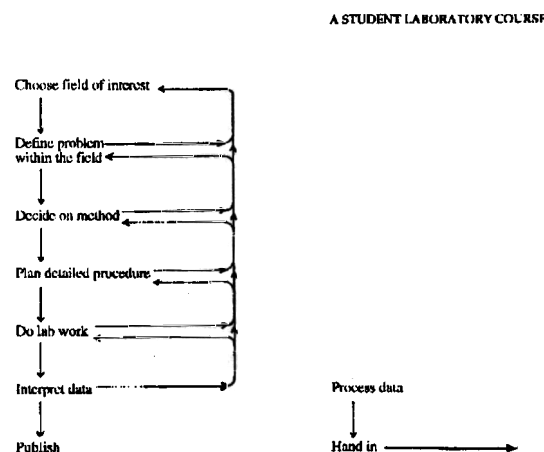 A STUDENT LABORATORY COURSE
Choose field of interest
Define problem
within the field
Decide on method
Plan detailed procedure
Do lab work
Interpret data
Publish
Process data
Hand in